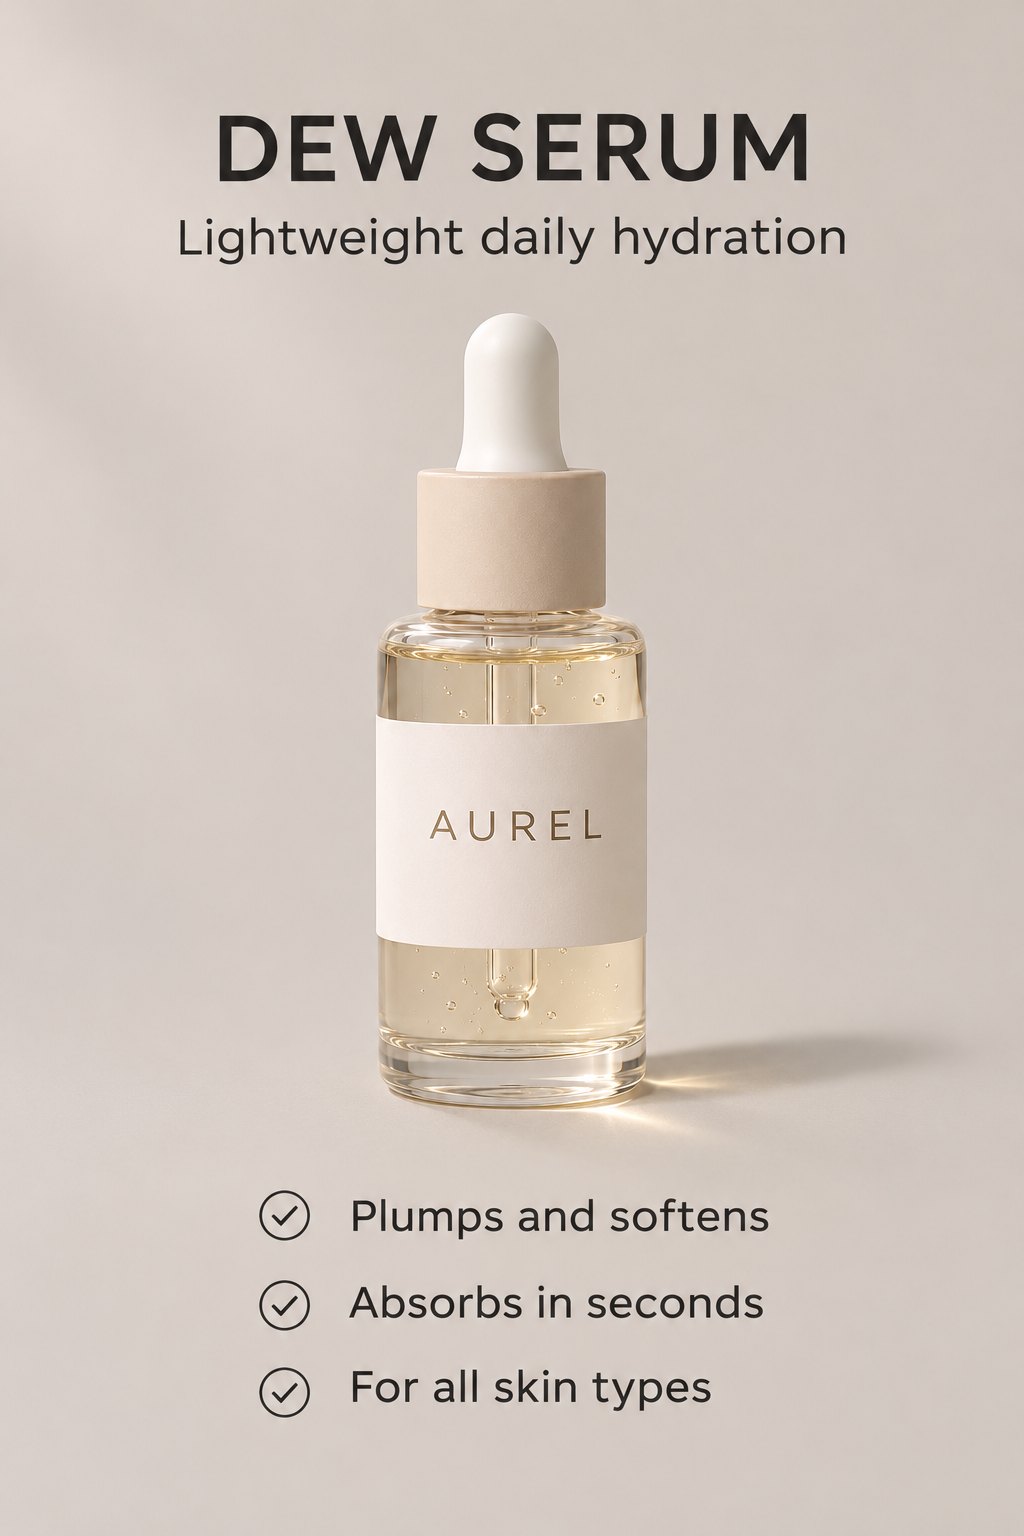 DEW SERUM
Lightweight daily hydration
AUREL
Plumps and softens
Absorbs in seconds
For all skin types